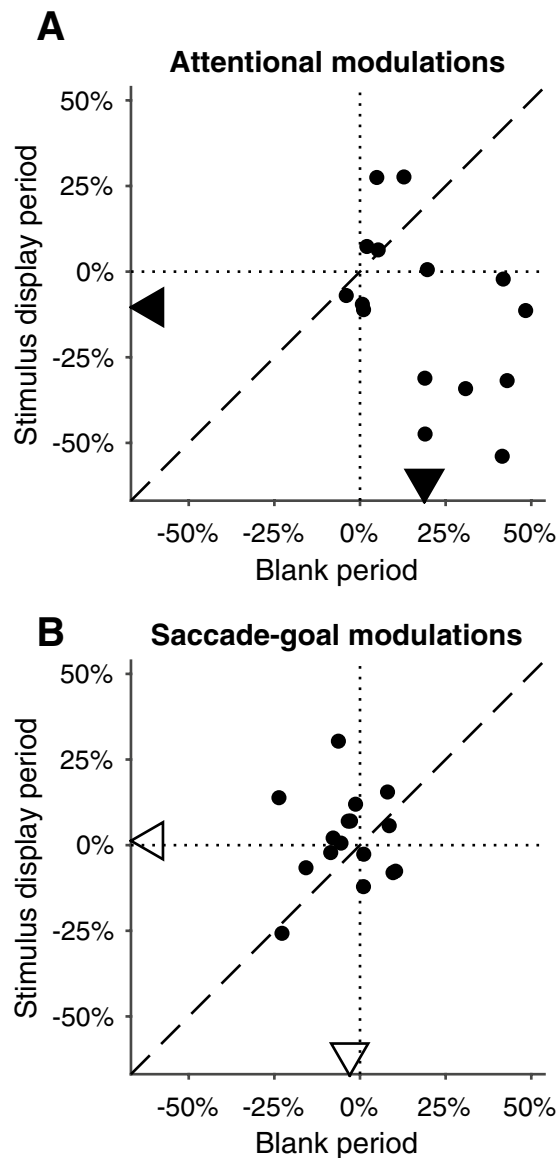 A
Attentional modulations
50%
25%
0%
-25%
-50%
Stimulus display period
-50% -25% 0% 25% 50%
Blank period
B
Saccade-goal modulations
50%
25%
0%
-25%
-50%
Stimulus display period
-50% -25% 0% 25% 50%
Blank period